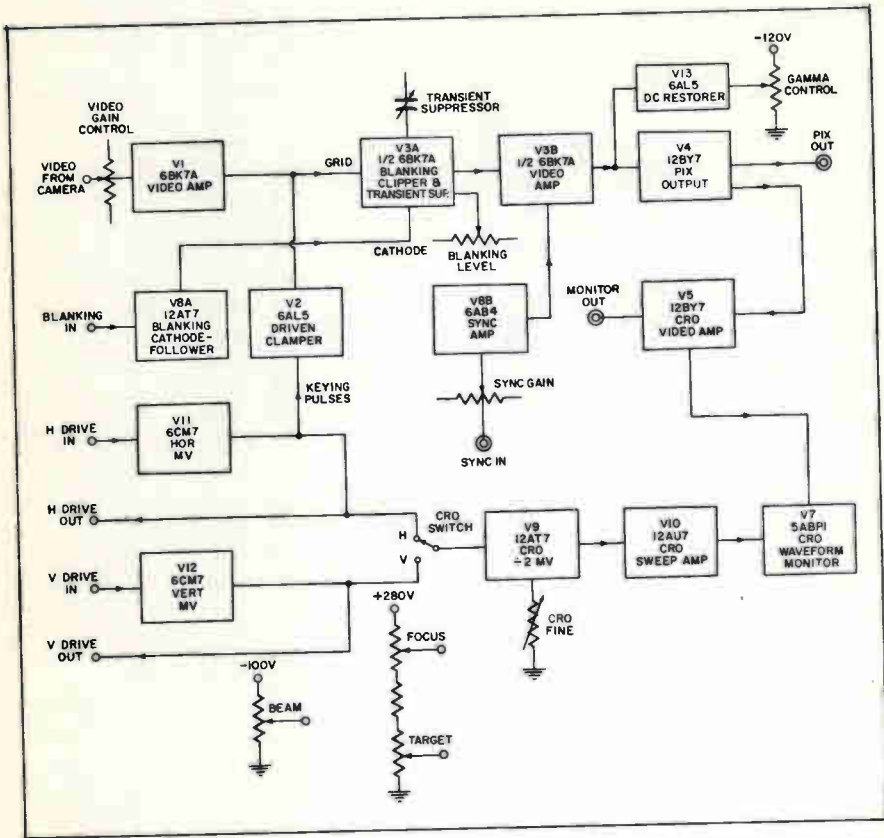 -120V
V13
6AL5
DC RESTORER
GAMMA
CONTROL
VIDEO
GAIN
CONTROL
TRANSIENT
SUPPRESSOR
PIX
OUT
VIDEO
FROM
CAMERA
V1
6BK7A
VIDEO AMP
GRID
V3A
1/2 6BK7A
BLANKING
CLIPPER &
TRANSIENT SUP.
V3B
1/2 6BK7A
VIDEO
AMP
V4
12BY7
PIX
OUTPUT
CATHODE
BLANKING
LEVEL
BLANKING
IN
V8A
12AT7
BLANKING
CATHODE-
FOLLOWER
V2
6AL5
DRIVEN
CLAMPER
V8B
6AB4
SYNC
AMP
MONITOR
OUT
V5
12BY7
CRO
VIDEO AMP
KEYING
PULSES
SYNC GAIN
SYNC IN
H DRIVE
IN
V11
6CM7
HOR
MV
H DRIVE
OUT
CRO
SWITCH
H
V
V9
12AT7
CRO
÷2 MV
V10
12AU7
CRO
SWEEP AMP
V7
5ABP1
CRO
WAVEFORM
MONITOR
V DRIVE
IN
V12
6CM7
VERT
MV
V DRIVE
OUT
+280V
FOCUS
CRO
FINE
-100V
BEAM
TARGET